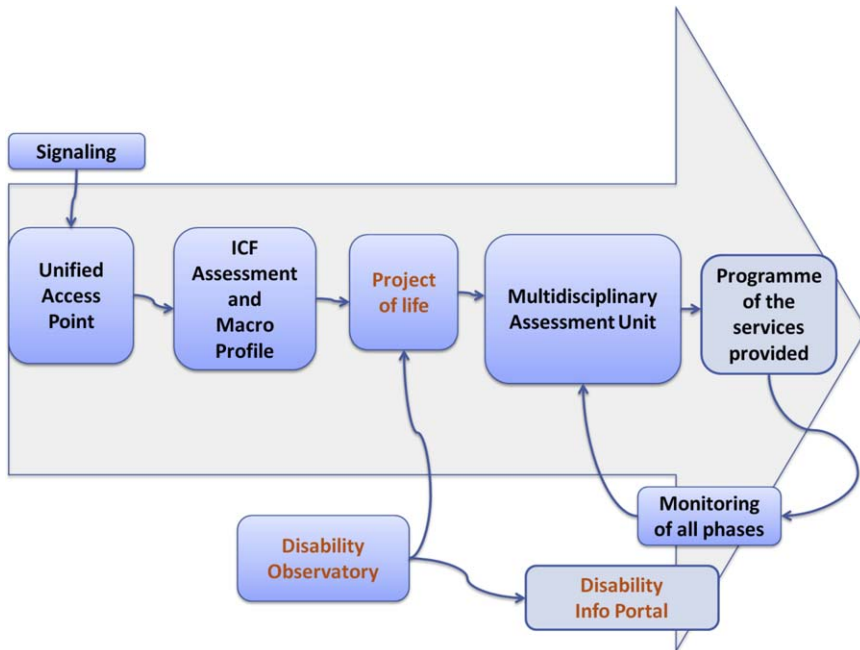 Signaling
Unified
Access
Point
ICF
Assessment
and
Macro
Profile
Project
of life
Multidisciplinary
Assessment Unit
Programme
of the
services
provided
Monitoring
of all phases
Disability
Observatory
Disability
Info Portal